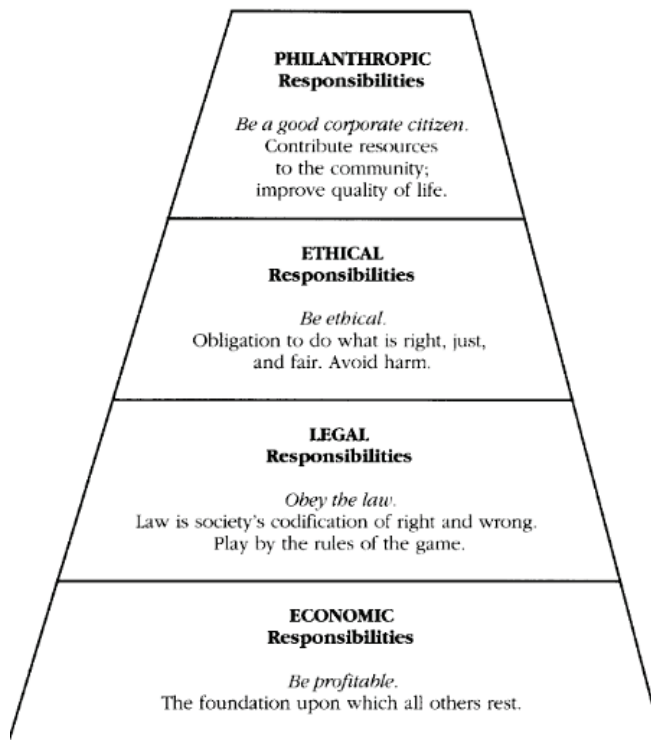 PHILANTHROPIC
Responsibilities
Be a good corporate citizen.
Contribute resources
to the community;
improve quality of life.
ETHICAL
Responsibilities
Be ethical.
Obligation to do what is right, just,
and fair. Avoid harm.
LEGAL
Responsibilities
Obey the law.
Law is society's codification of right and wrong.
Play by the rules of the game.
ECONOMIC
Responsibilities
Be profitable.
The foundation upon which all others rest.